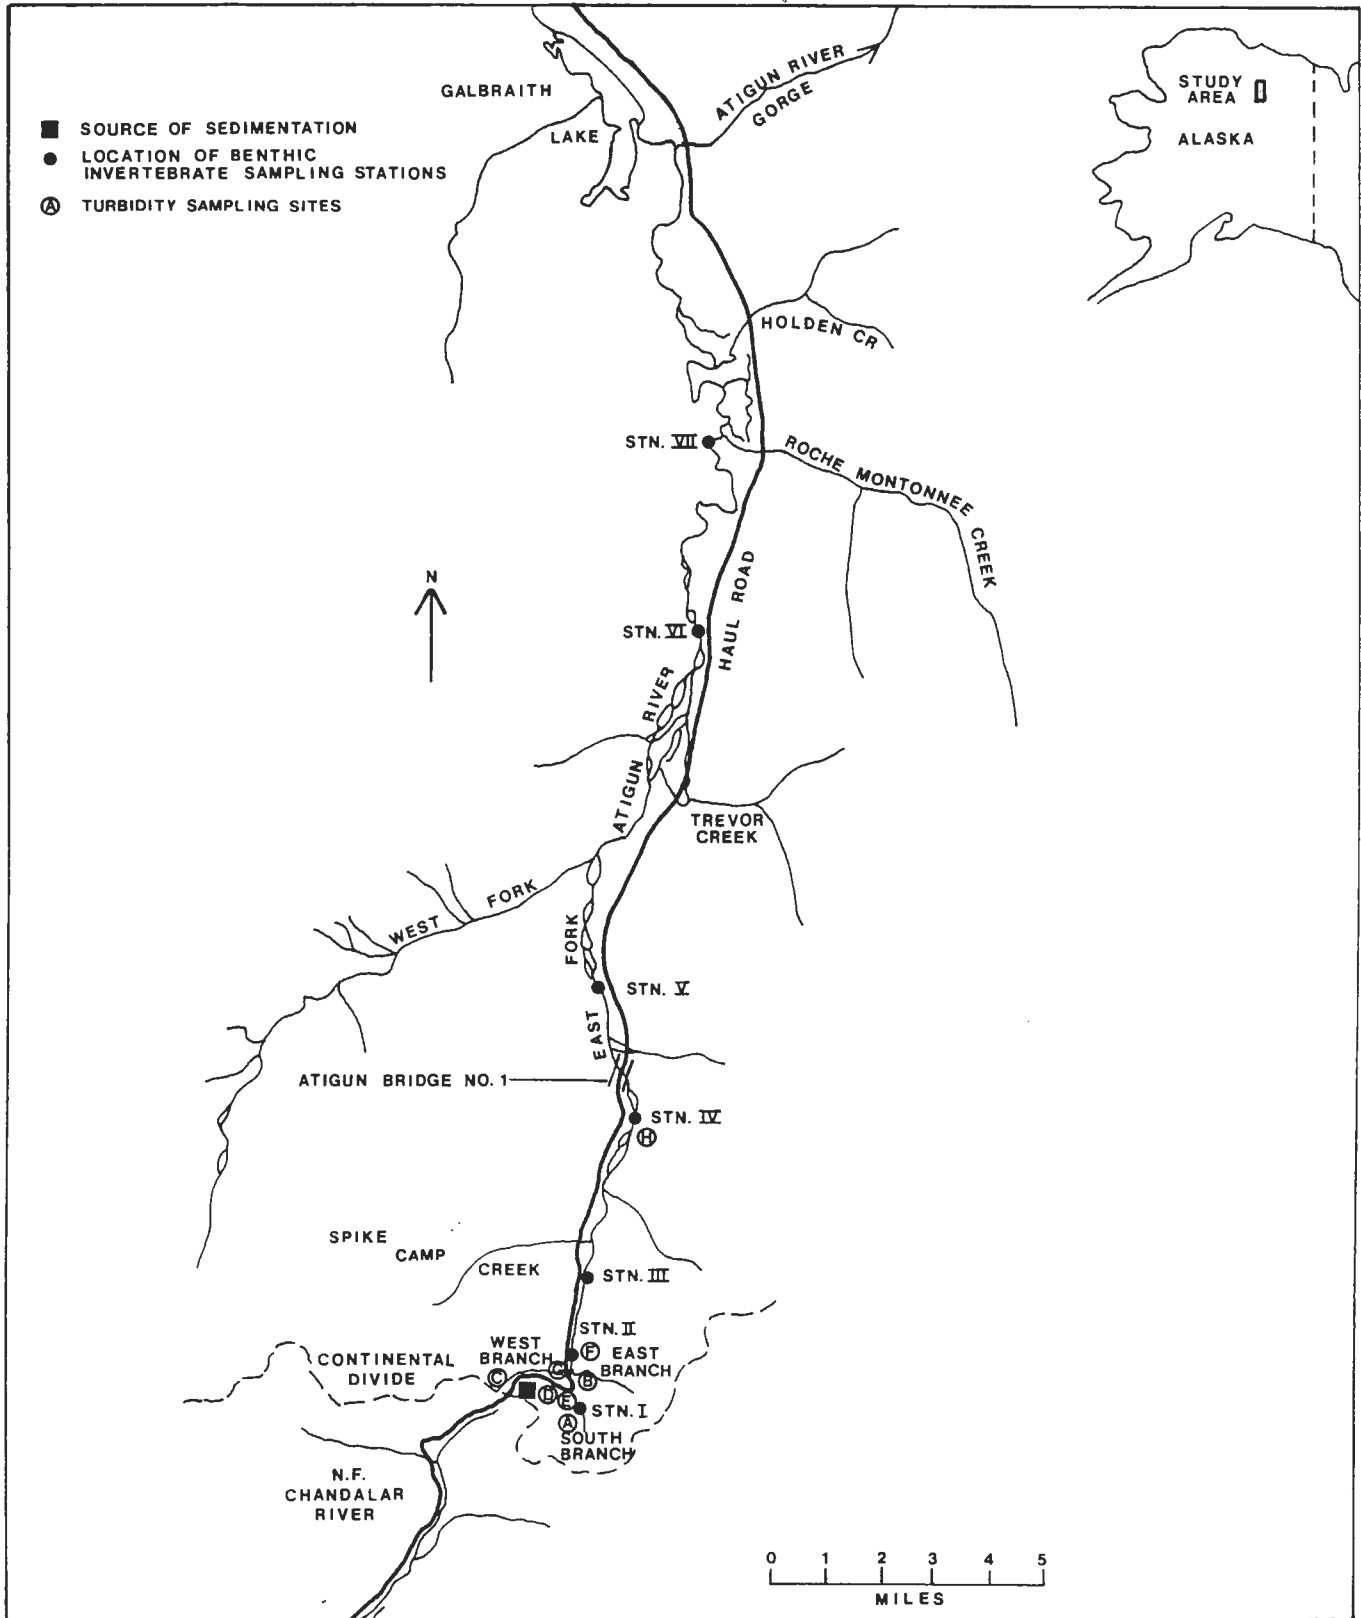 GALBRAITH
LAKE
ATIGUN RIVER
GORGE
STUDY
AREA
ALASKA
SOURCE OF SEDIMENTATION
LOCATION OF BENTHIC
INVERTEBRATE SAMPLING STATIONS
A TURBIDITY SAMPLING SITES
HOLDEN CR
STN. VII
ROCHE MONTONNEE CREEK
N
HAUL ROAD
STN. VI
ATIGUN RIVER
TREVOR
CREEK
WEST FORK
EAST FORK
STN. V
ATIGUN BRIDGE NO. 1
STN. IV
H
SPIKE CAMP CREEK
STN. III
STN. II
F
WEST
BRANCH
EAST
BRANCH
G
C
B
CONTINENTAL
DIVIDE
D
E
STN. I
A
SOUTH
BRANCH
N.F.
CHANDALAR
RIVER
0 1 2 3 4 5
MILES